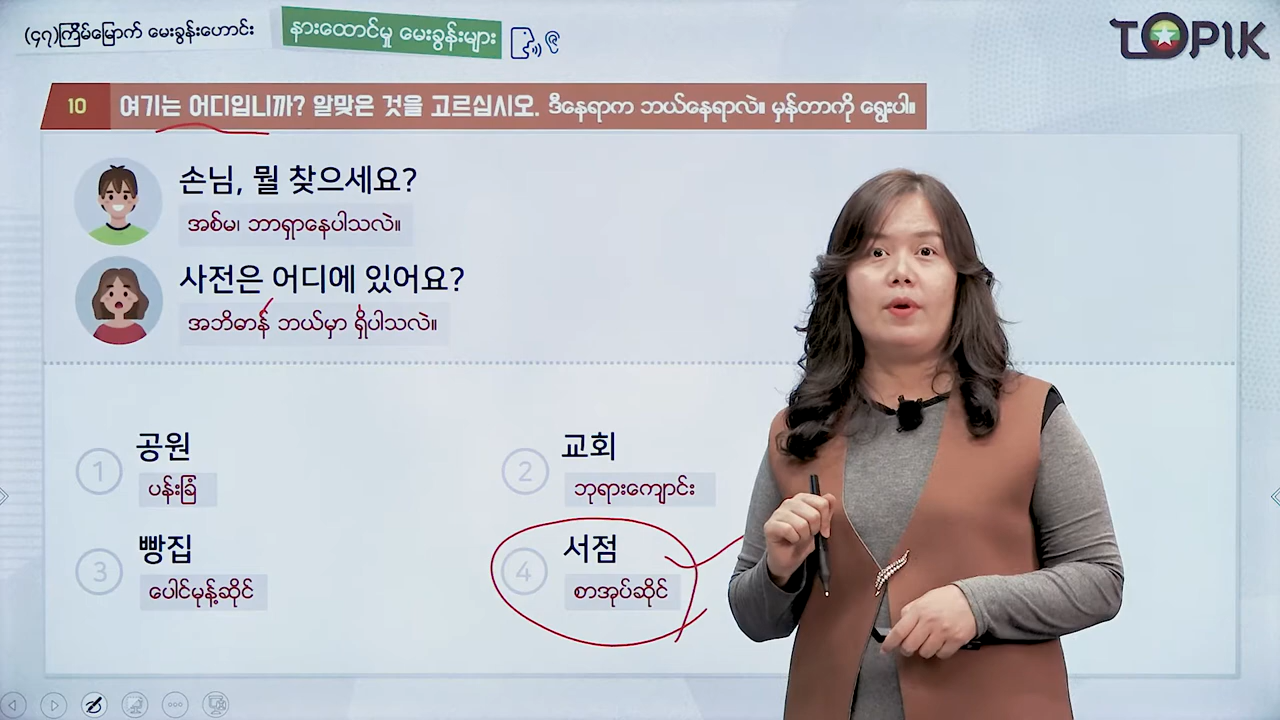 (၄၇)ကြိမ်မြောက် မေးခွန်းဟောင်း
နားထောင်မှု မေးခွန်းများ
TOPIK
10 여기는 어디입니까? 알맞은 것을 고르십시오. ဒီနေရာက ဘယ်နေရာလဲ။ မှန်တာကို ရွေးပါ။
손님, 뭘 찾으세요?
အစ်မ၊ ဘာရှာနေပါသလဲ။
사전은 어디에 있어요?
အဘိဓာန် ဘယ်မှာ ရှိပါသလဲ။
1 공원
ပန်းခြံ
2 교회
ဘုရားကျောင်း
3 빵집
ပေါင်မုန့်ဆိုင်
4 서점
စာအုပ်ဆိုင်